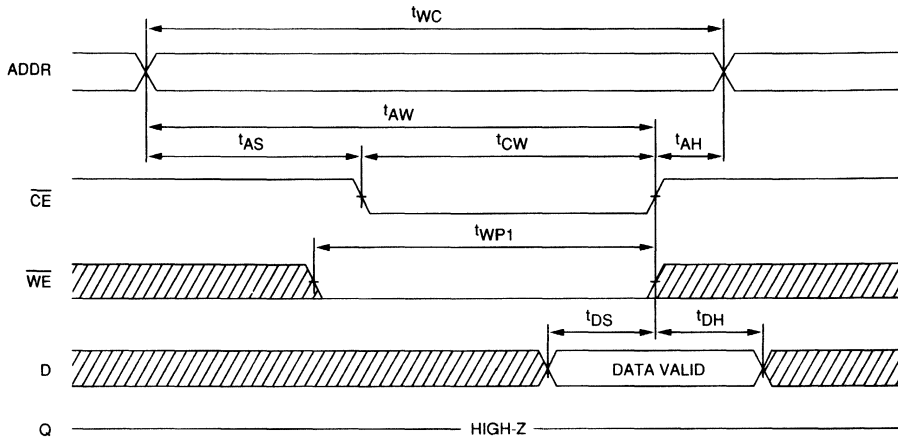 tWC
ADDR
tAW
tAS
tCW
tAH
CE
tWP1
WE
tDS
tDH
D
DATA VALID
Q
HIGH-Z